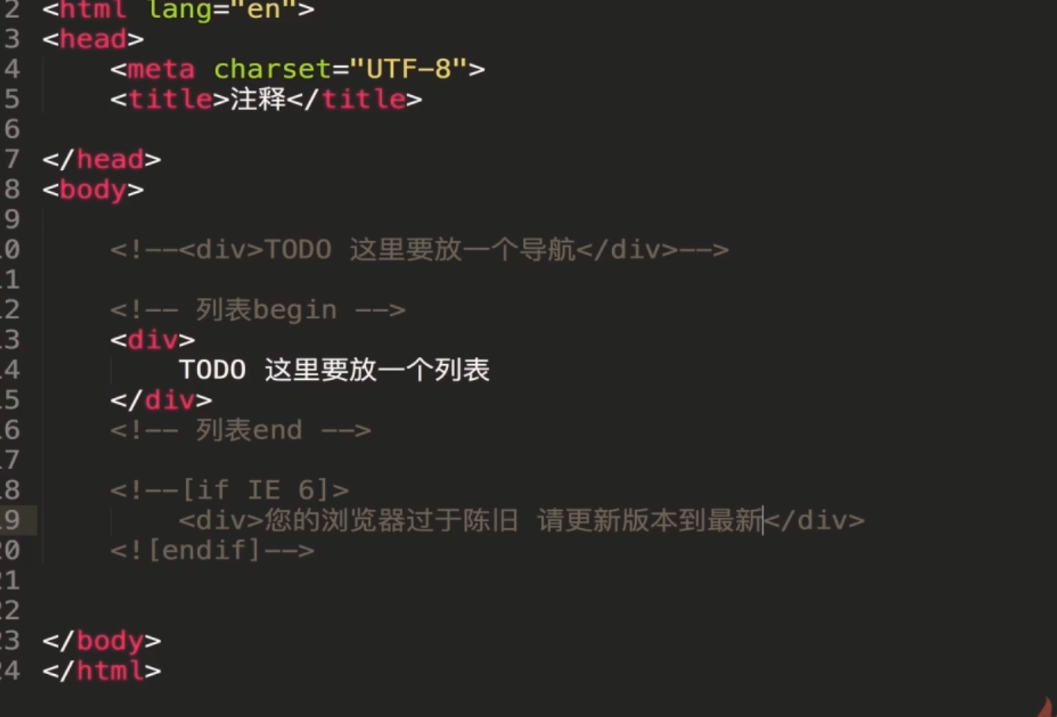 2 <html lang="en">
3 <head>
4     <meta charset="UTF-8">
5     <title>注释</title>
6
7 </head>
8 <body>
9
10     <!--<div>TODO 这里要放一个导航</div>-->
11
12     <!-- 列表begin -->
13     <div>
14         TODO 这里要放一个列表
15     </div>
16     <!-- 列表end -->
17
18     <!--[if IE 6]>
19         <div>您的浏览器过于陈旧 请更新版本到最新</div>
20     <![endif]-->
21
22
23 </body>
24 </html>